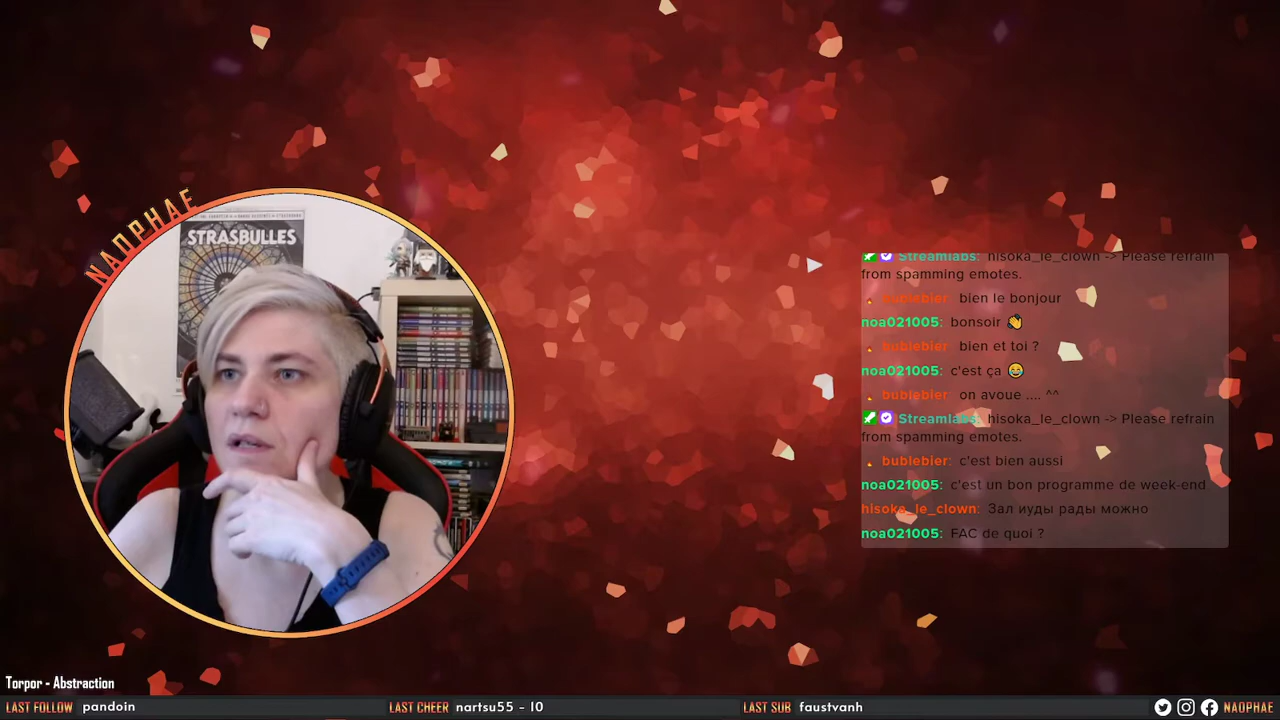 NAOPHAE
STRASBULLES
Streamlabs: hisoka_le_clown -> Please refrain
from spamming emotes.
bublebier: bien le bonjour
noa021005: bonsoir 👋
bublebier: bien et toi ?
noa021005: c'est ça 😂
bublebier: on avoue .... ^^
Streamlabs: hisoka_le_clown -> Please refrain
from spamming emotes.
bublebier: c'est bien aussi
noa021005: c'est un bon programme de week-end
hisoka_le_clown: Зал иуды рады можно
noa021005: FAC de quoi ?
Torpor - Abstraction
LAST FOLLOW pandoin
LAST CHEER nartsu55 - 10
LAST SUB faustvanh
NAOPHAE